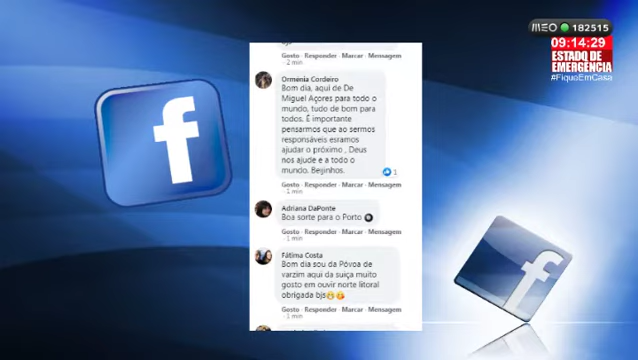 MEO 182515
09:14:29
ESTADO DE
EMERGÊNCIA
#FiqueEmCasa
Gosto · Responder · Marcar · Mensagem
· 2 min
Orménia Cordeiro
Bom dia, aqui de De
Miguel Açores para todo o
mundo, tudo de bom para
todos. É importante
pensarmos que ao sermos
responsáveis esramos
ajudar o próximo , Deus
nos ajude e a todo o
mundo. Beijinhos.
1
Gosto · Responder · Marcar · Mensagem
· 1 min
Adriana DaPonte
Boa sorte para o Porto
Gosto · Responder · Marcar · Mensagem
· 1 min
Fátima Costa
Bom dia sou da Póvoa de
varzim aqui da suiça muito
gosto em ouvir norte litoral
obrigada bjs
Gosto · Responder · Marcar · Mensagem
· 1 min